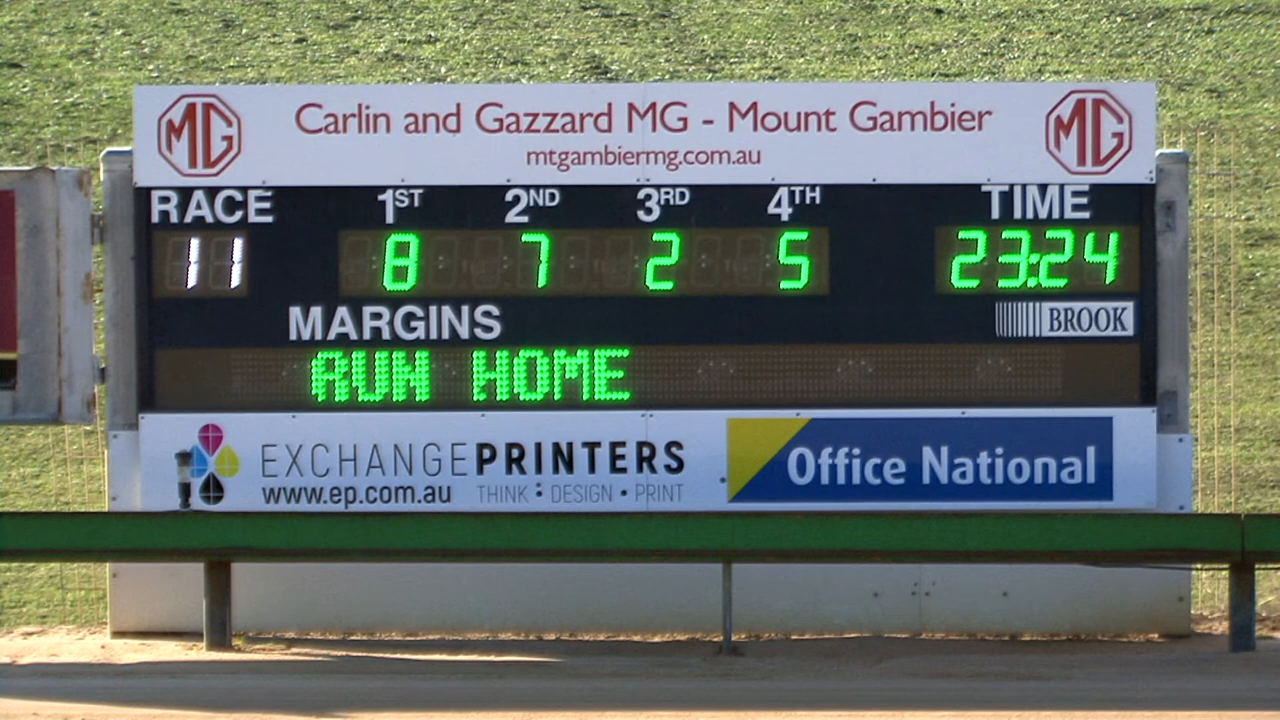 MG Carlin and Gazzard MG - Mount Gambier MG
mtgambiermg.com.au
RACE 1ST 2ND 3RD 4TH TIME
11 8 7 2 5 23:24
MARGINS BROOK
RUN HOME
EXCHANGEPRINTERS Office National
www.ep.com.au THINK : DESIGN • PRINT